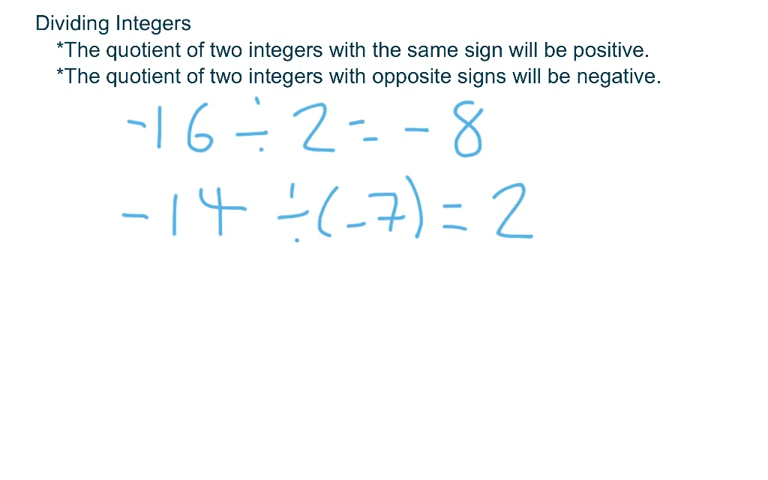 Dividing Integers
*The quotient of two integers with the same sign will be positive.
*The quotient of two integers with opposite signs will be negative.
-16 ÷ 2 = -8
-14 ÷ (-7) = 2